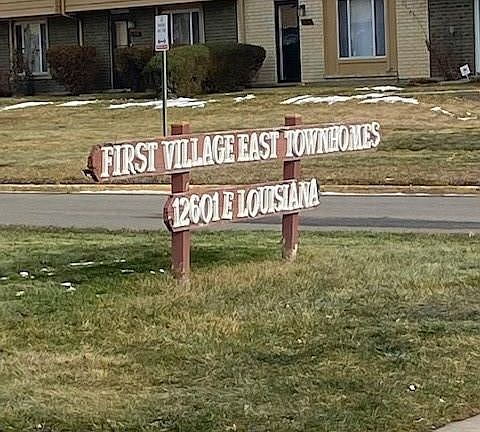 FIRST VILLAGE EAST TOWNHOMES
12601 E LOUISIANA